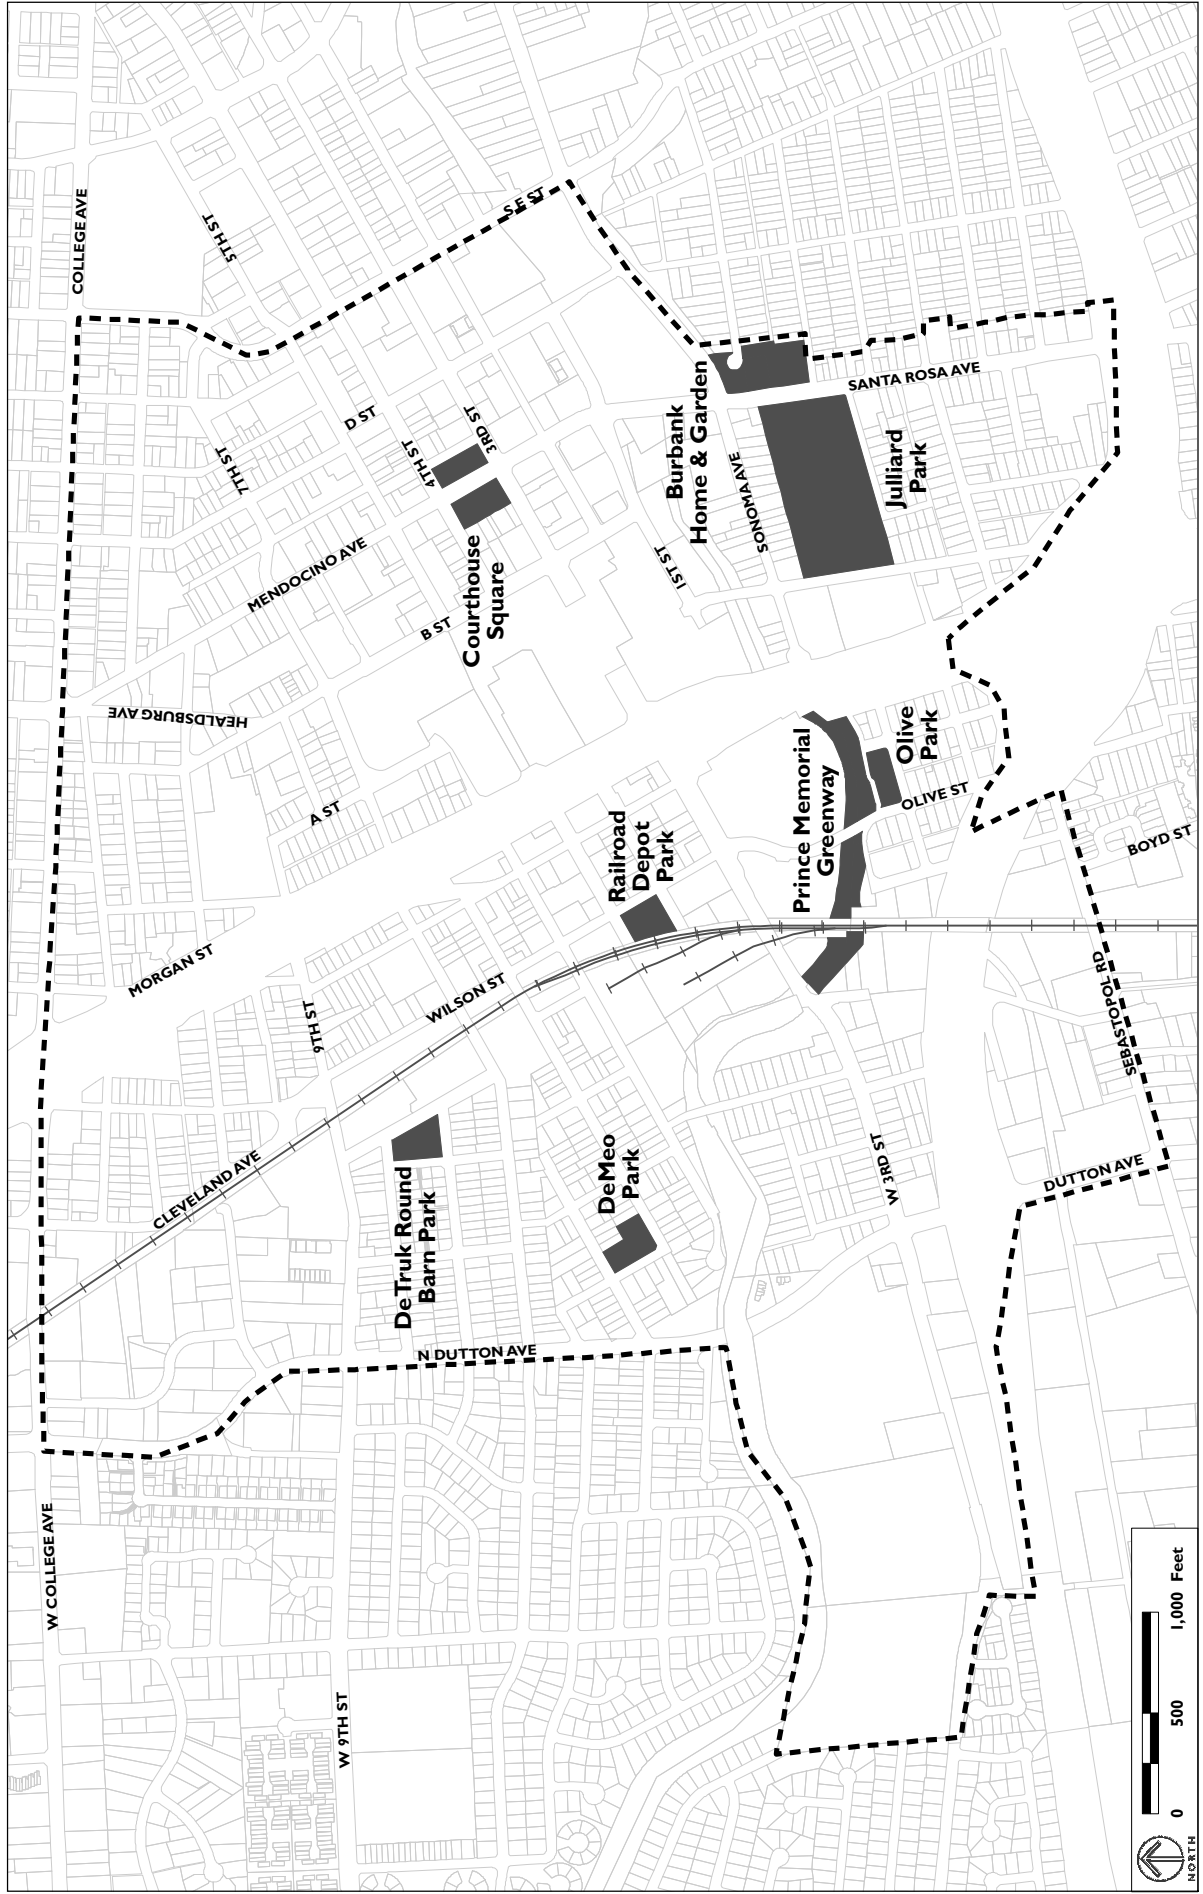 COLLEGE AVE
5TH ST
S E ST
D ST
7TH ST
4TH ST
3RD ST
MENDOCINO AVE
Courthouse
Square
B ST
HEALDSBURG AVE
A ST
Burbank
Home & Garden
SANTA ROSA AVE
SONOMA AVE
Julliard
Park
1ST ST
Prince Memorial
Greenway
Olive
Park
OLIVE ST
BOYD ST
Railroad
Depot
Park
MORGAN ST
WILSON ST
9TH ST
CLEVELAND AVE
SEBASTOPOL RD
DeTruk Round
Barn Park
DeMeo
Park
W 3RD ST
DUTTON AVE
N DUTTON AVE
W COLLEGE AVE
W 9TH ST
0 500 1,000 Feet
NORTH